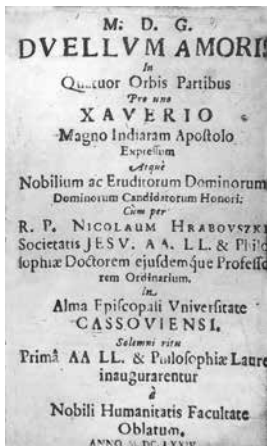 M: D. G.
DVELLVM AMORIS
In
Quatuor Orbis Partibus
Pro uno
XAVERIO
Magno Indiarum Apostolo
Expressum
Atque
Nobilium ac Eruditorum Dominorum
Dominorum Candidatorum Honori:
Cum per
R. P. NICOLAUM HRABOVSZKI
Societatis JESV. AA. LL. & Philo
sophiæ Doctorem ejusdemque Professo
rem Ordinarium.
In
Alma Episcopali Vniversitate
CASSOVIENSI.
Solemni ritu
Primâ AA LL. & Philosophiæ Laure
inaugurarentur
à
Nobili Humanitatis Facultate
Oblatum.
ANNO